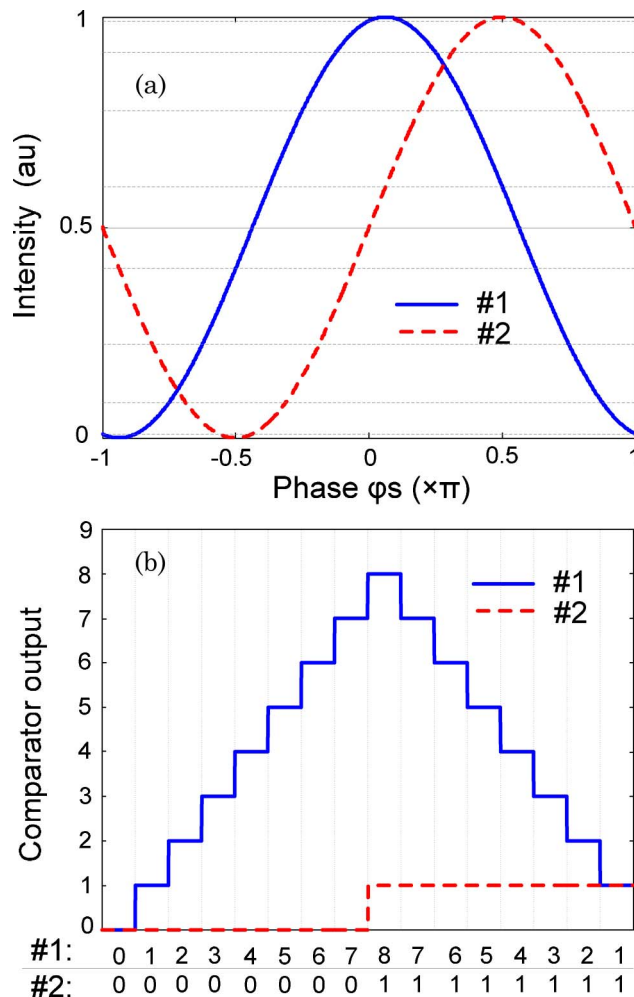 1
(a)
Intensity (au)
0.5
#1
#2
0
-1 -0.5 0 0.5 1
Phase φs (×π)
9
(b)
#1
8
#2
7
6
Comparator output
5
4
3
2
1
0
#1: 0 1 2 3 4 5 6 7 8 7 6 5 4 3 2 1
#2: 0 0 0 0 0 0 0 0 1 1 1 1 1 1 1 1